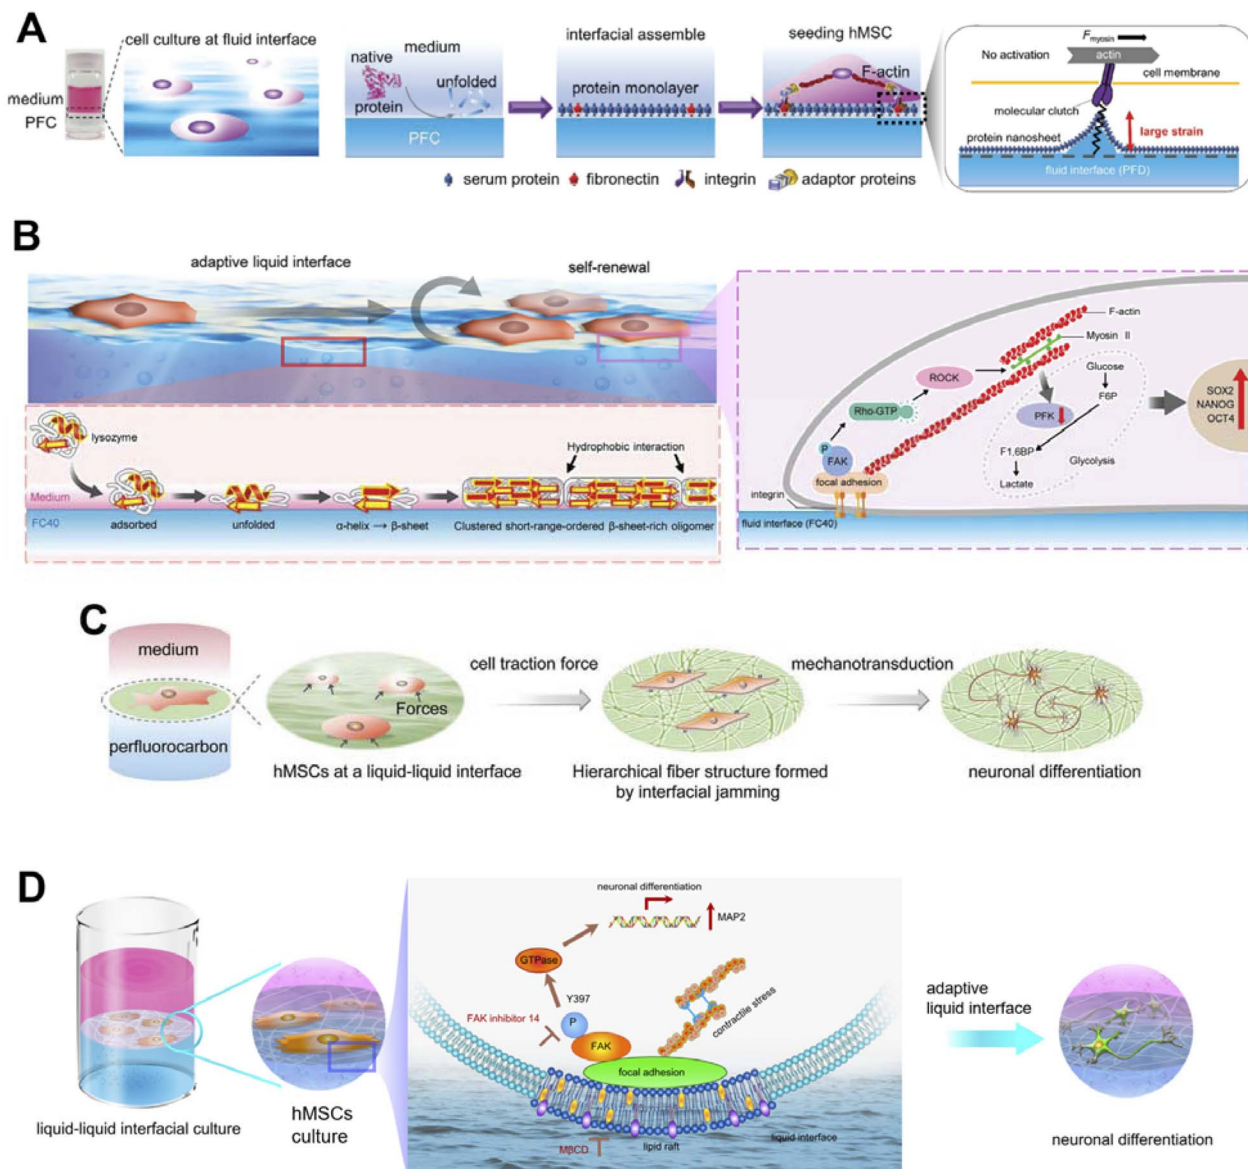 A
cell culture at fluid interface
medium
PFC
native
protein
medium
unfolded
PFC
interfacial assemble
protein monolayer
seeding hMSC
F-actin
No activation
Fmyosin
actin
cell membrane
molecular clutch
protein nanosheet
large strain
fluid interface (PFD)
serum protein
fibronectin
integrin
adaptor proteins
B
adaptive liquid interface
self-renewal
lysozyme
Hydrophobic interaction
Medium
FC40
adsorbed
unfolded
α-helix → β-sheet
Clustered short-range-ordered β-sheet-rich oligomer
F-actin
Myosin II
ROCK
Rho-GTP
P
FAK
focal adhesion
integrin
fluid interface (FC40)
Glucose
F6P
PFK
F1,6BP
Glycolysis
Lactate
SOX2
NANOG
OCT4
C
medium
perfluorocarbon
Forces
hMSCs at a liquid-liquid interface
cell traction force
Hierarchical fiber structure formed
by interfacial jamming
mechanotransduction
neuronal differentiation
D
liquid-liquid interfacial culture
hMSCs
culture
neuronal differentiation
MAP2
GTPase
Y397
FAK inhibitor 14
P
FAK
contractile stress
focal adhesion
MβCD
lipid raft
liquid interface
adaptive
liquid interface
neuronal differentiation